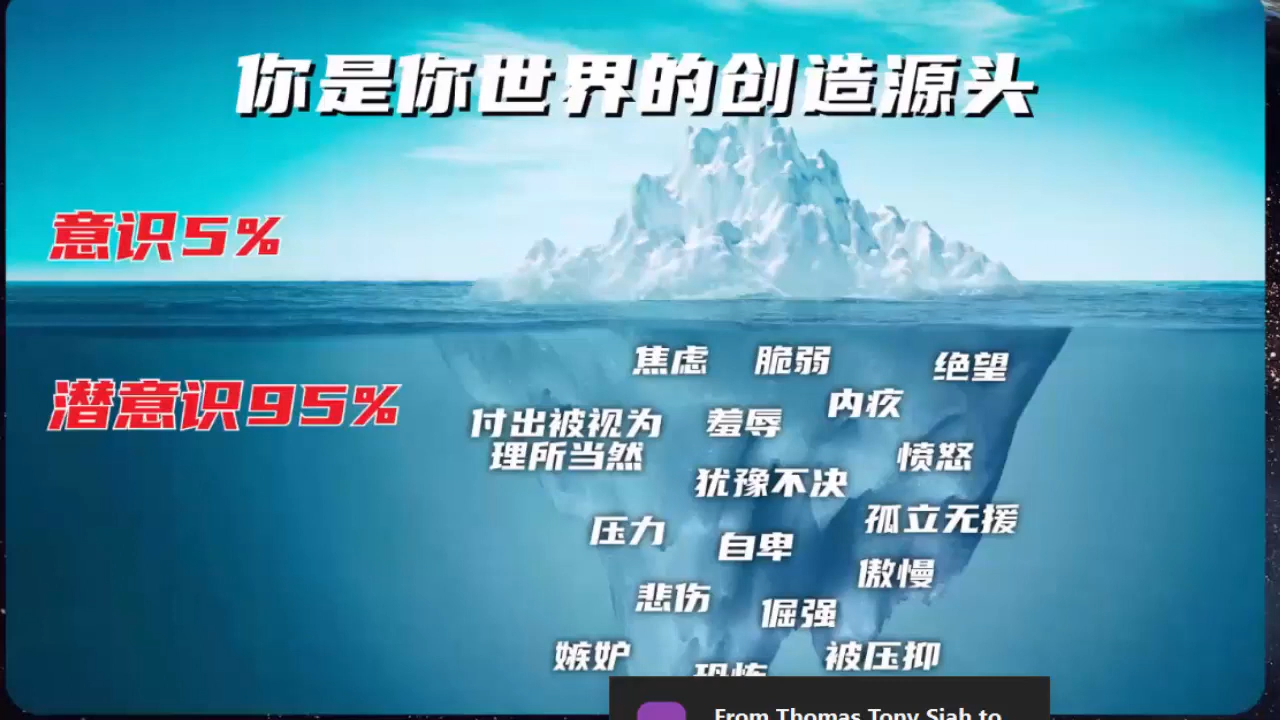 你是你世界的创造源头
意识5%
潜意识95%
焦虑
脆弱
绝望
内疚
付出被视为
理所当然
羞辱
愤怒
犹豫不决
孤立无援
压力
自卑
傲慢
悲伤
倔强
嫉妒
恐怖
被压抑
From Thomas Tony Siah to